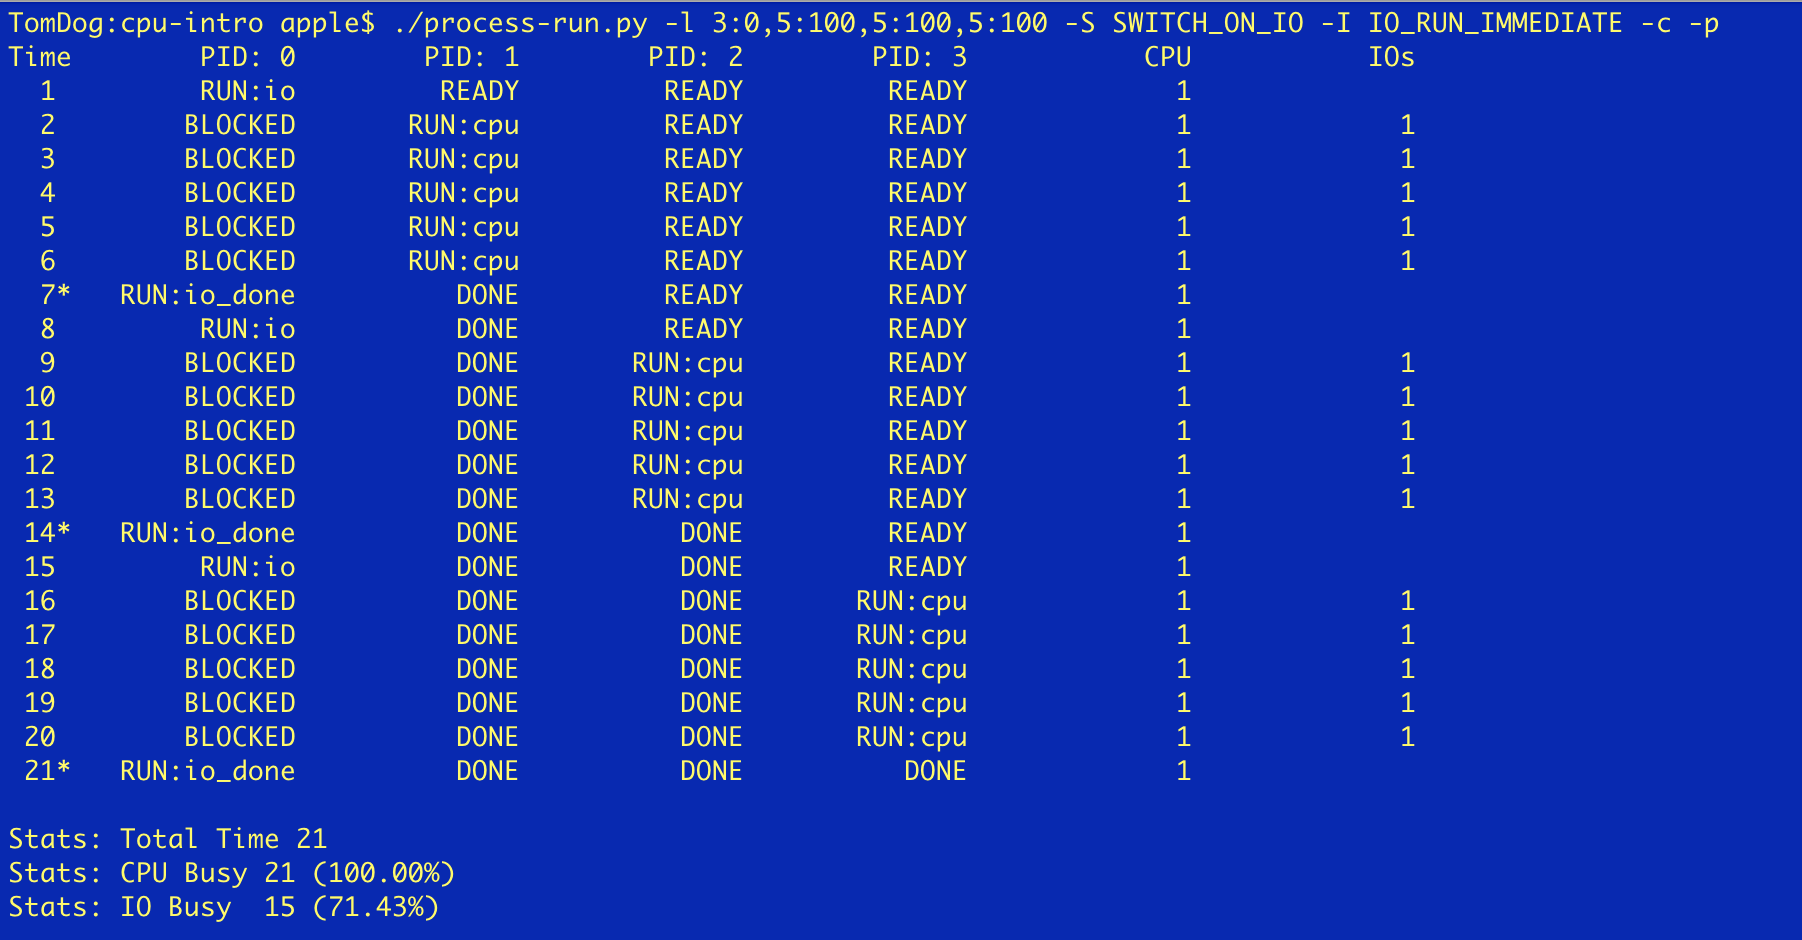 TomDog:cpu-intro apple$ ./process-run.py -l 3:0,5:100,5:100,5:100 -S SWITCH_ON_IO -I IO_RUN_IMMEDIATE -c -p
Time        PID: 0        PID: 1        PID: 2        PID: 3           CPU           IOs
  1         RUN:io         READY         READY         READY             1
  2        BLOCKED       RUN:cpu         READY         READY             1             1
  3        BLOCKED       RUN:cpu         READY         READY             1             1
  4        BLOCKED       RUN:cpu         READY         READY             1             1
  5        BLOCKED       RUN:cpu         READY         READY             1             1
  6        BLOCKED       RUN:cpu         READY         READY             1             1
  7*   RUN:io_done          DONE         READY         READY             1
  8         RUN:io          DONE         READY         READY             1
  9        BLOCKED          DONE       RUN:cpu         READY             1             1
 10        BLOCKED          DONE       RUN:cpu         READY             1             1
 11        BLOCKED          DONE       RUN:cpu         READY             1             1
 12        BLOCKED          DONE       RUN:cpu         READY             1             1
 13        BLOCKED          DONE       RUN:cpu         READY             1             1
 14*   RUN:io_done          DONE          DONE         READY             1
 15         RUN:io          DONE          DONE         READY             1
 16        BLOCKED          DONE          DONE       RUN:cpu             1             1
 17        BLOCKED          DONE          DONE       RUN:cpu             1             1
 18        BLOCKED          DONE          DONE       RUN:cpu             1             1
 19        BLOCKED          DONE          DONE       RUN:cpu             1             1
 20        BLOCKED          DONE          DONE       RUN:cpu             1             1
 21*   RUN:io_done          DONE          DONE          DONE             1
Stats: Total Time 21
Stats: CPU Busy 21 (100.00%)
Stats: IO Busy  15 (71.43%)